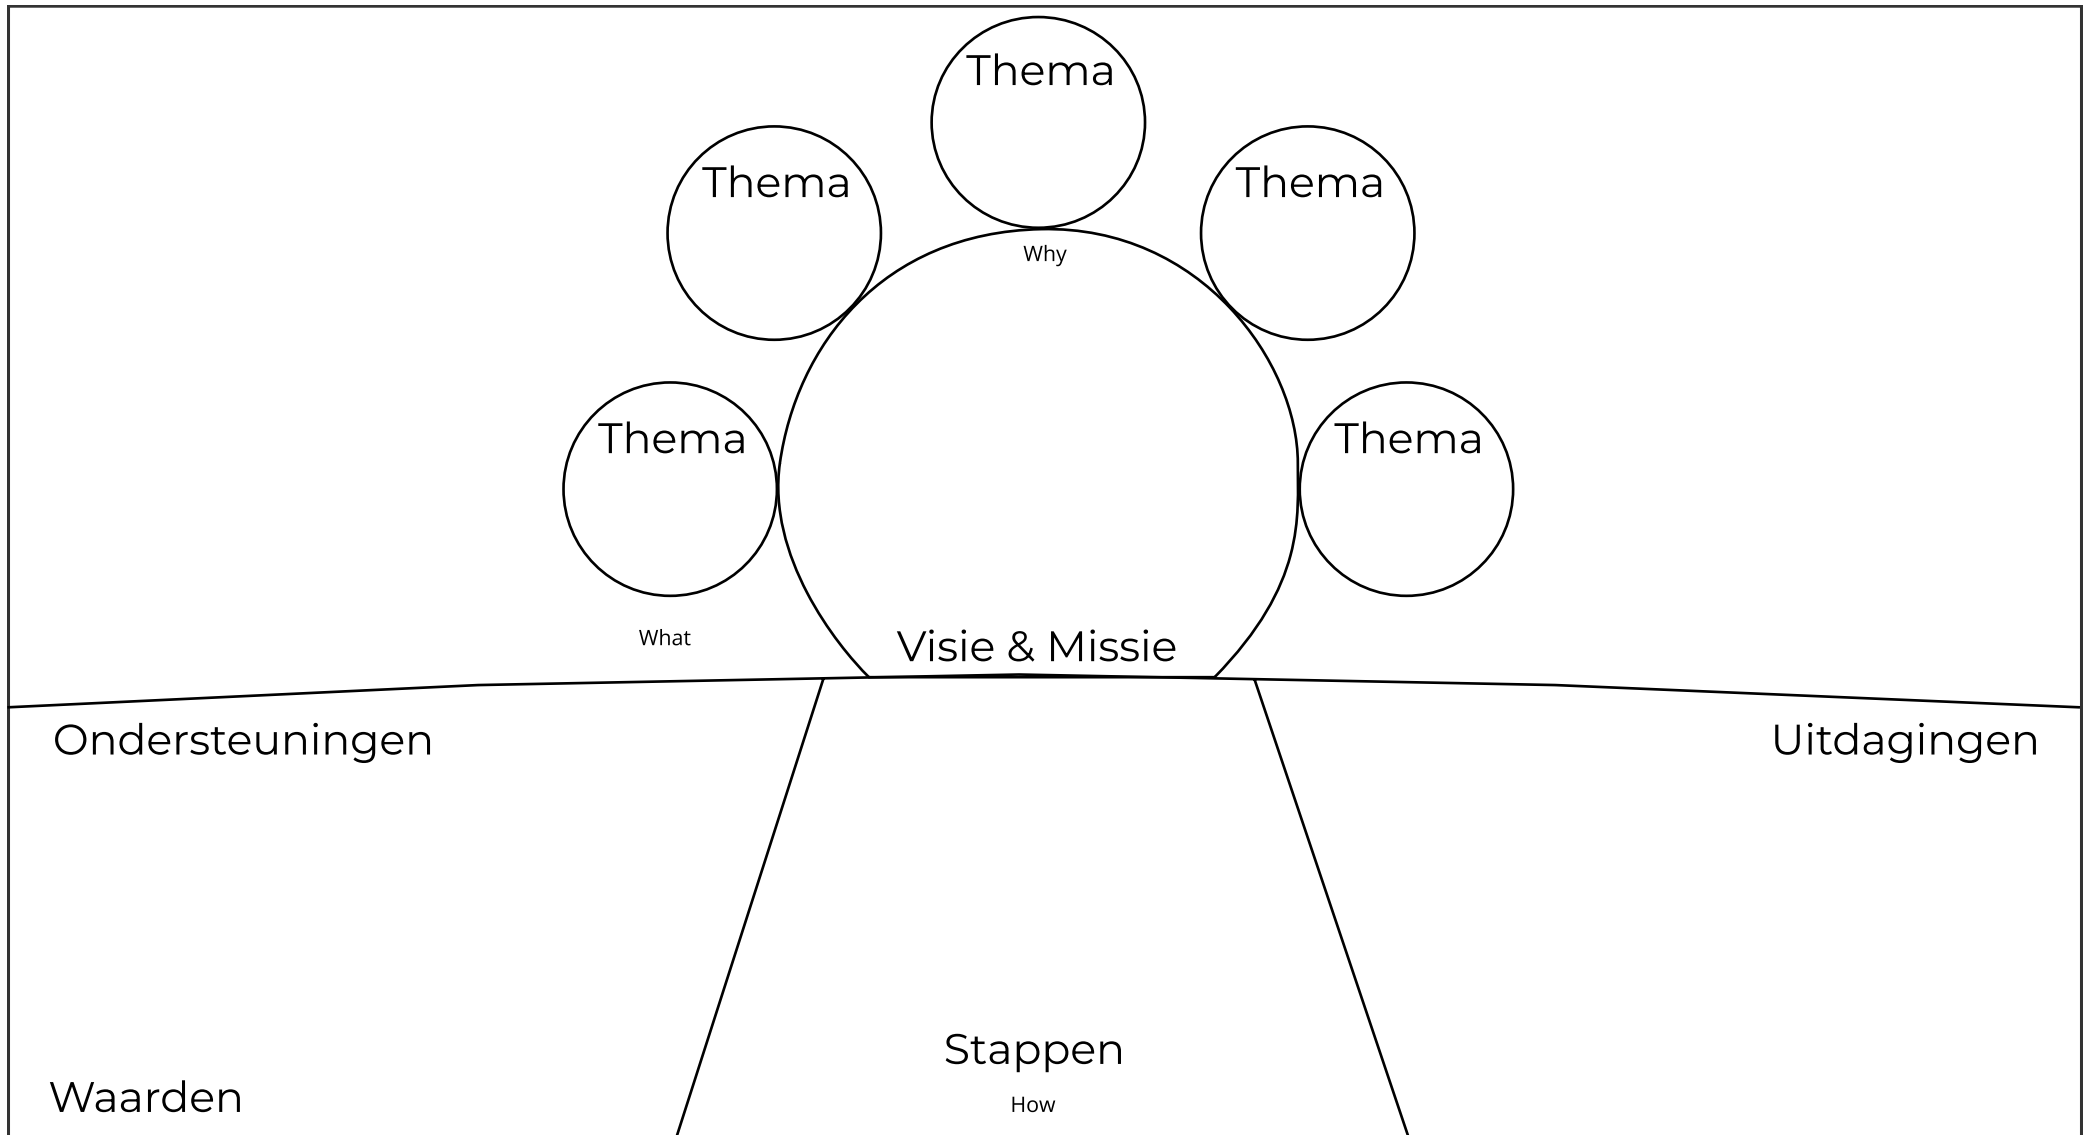 Thema
Thema
Thema
Why
Thema
Thema
What
Visie & Missie
Ondersteuningen
Uitdagingen
Stappen
Waarden
How